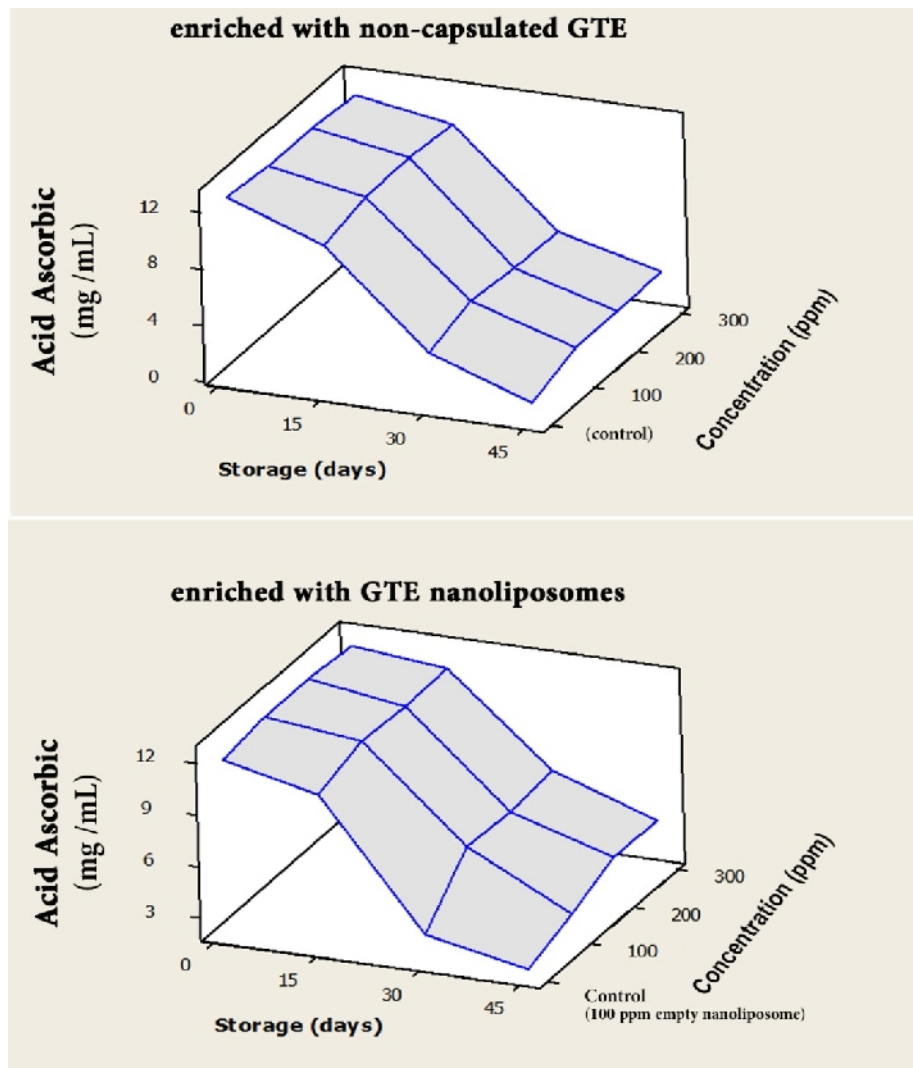 enriched with non-capsulated GTE
Acid Ascorbic
(mg /mL)
12
8
4
0
0
15
30
45
Storage (days)
(control)
100
200
300
Concentration (ppm)
enriched with GTE nanoliposomes
Acid Ascorbic
(mg /mL)
12
9
6
3
0
15
30
45
Storage (days)
Control
(100 ppm empty nanoliposome)
100
200
300
Concentration (ppm)